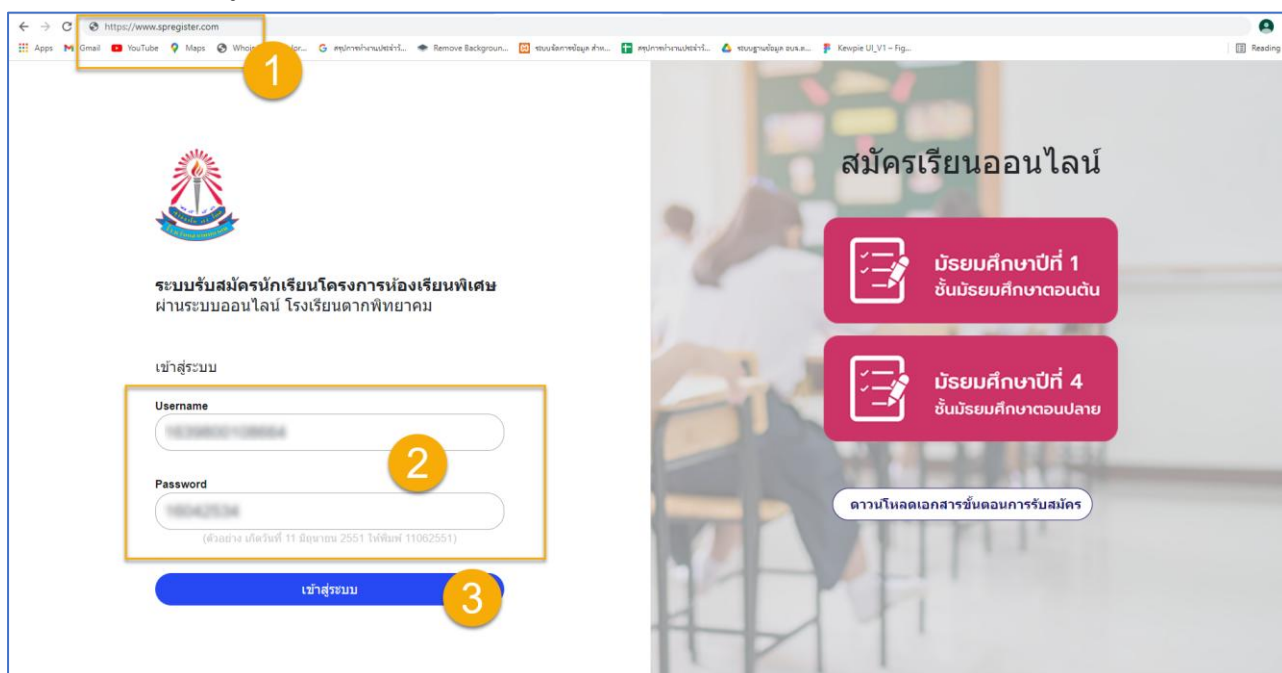 https://www.spregister.com
Apps Gmail YouTube Maps Remove Backgroun... Kewpie UI_V1 – Fig... Reading
1
ระบบรับสมัครนักเรียนโครงการห้องเรียนพิเศษ
ผ่านระบบออนไลน์ โรงเรียนตากพิทยาคม
เข้าสู่ระบบ
Username
2
Password
(ตัวอย่าง เกิดวันที่ 11 มิถุนายน 2551 ให้พิมพ์ 11062551)
เข้าสู่ระบบ
3
สมัครเรียนออนไลน์
มัธยมศึกษาปีที่ 1
ชั้นมัธยมศึกษาตอนต้น
มัธยมศึกษาปีที่ 4
ชั้นมัธยมศึกษาตอนปลาย
ดาวน์โหลดเอกสารขั้นตอนการรับสมัคร